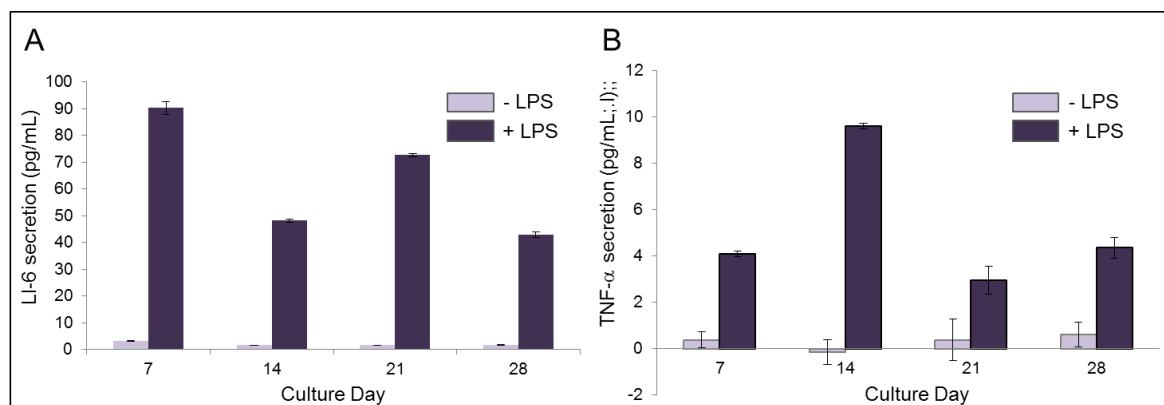 A
LI-6 secretion (pg/mL)
100
90
80
70
60
50
40
30
20
10
0
- LPS
+ LPS
7
14
21
28
Culture Day
B
TNF-α secretion (pg/mL;.I);;
12
10
8
6
4
2
0
-2
- LPS
+ LPS
7
14
21
28
Culture Day